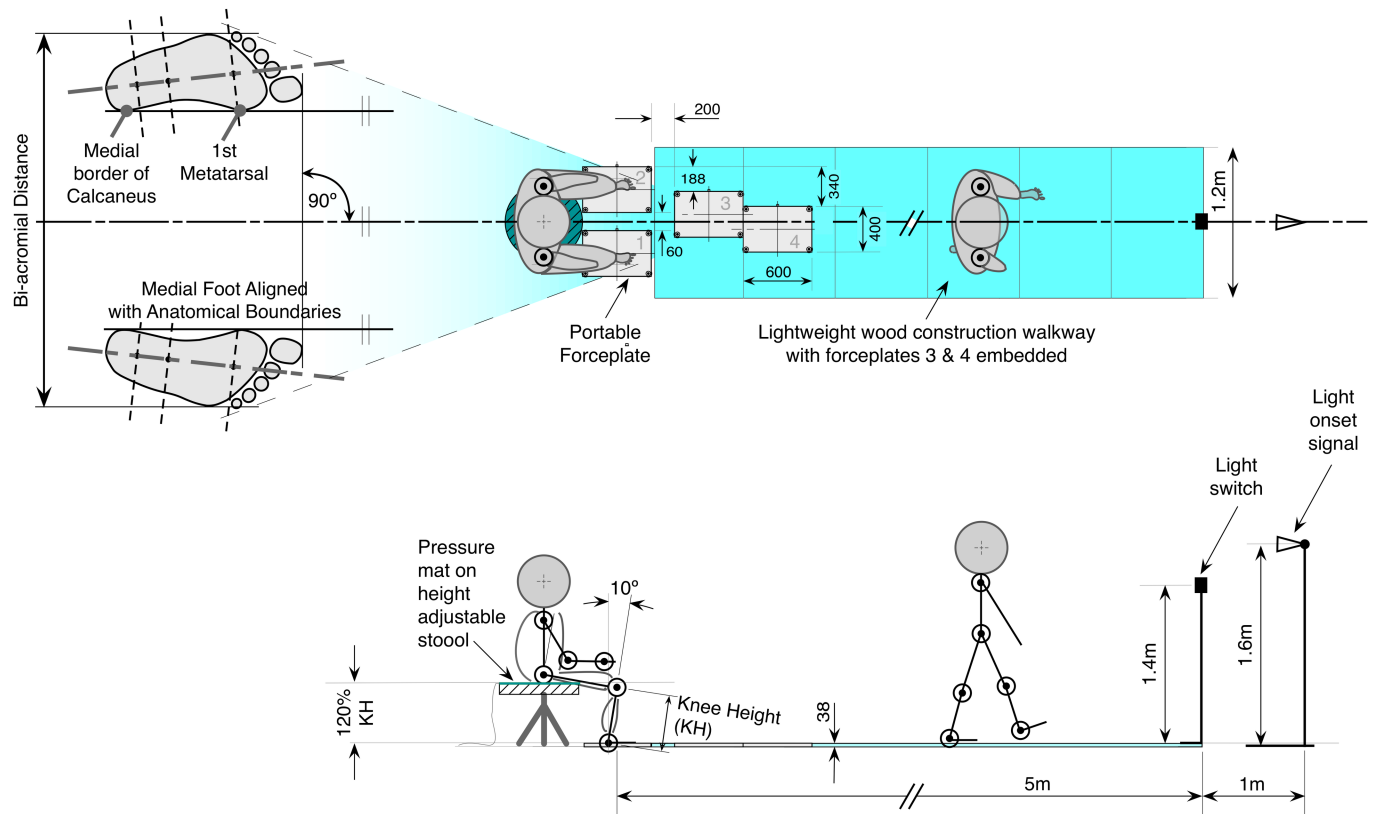 Bi-acromial Distance
Medial
border of
Calcaneus
1st
Metatarsal
90º
Medial Foot Aligned
with Anatomical Boundaries
200
188
340
400
60
600
1
2
3
4
1.2m
Portable
Forceplate
Lightweight wood construction walkway
with forceplates 3 & 4 embedded
Light
onset
signal
Light
switch
Pressure
mat on
height
adjustable
stoool
10º
120%
KH
Knee Height
(KH)
38
1.4m
1.6m
5m
1m